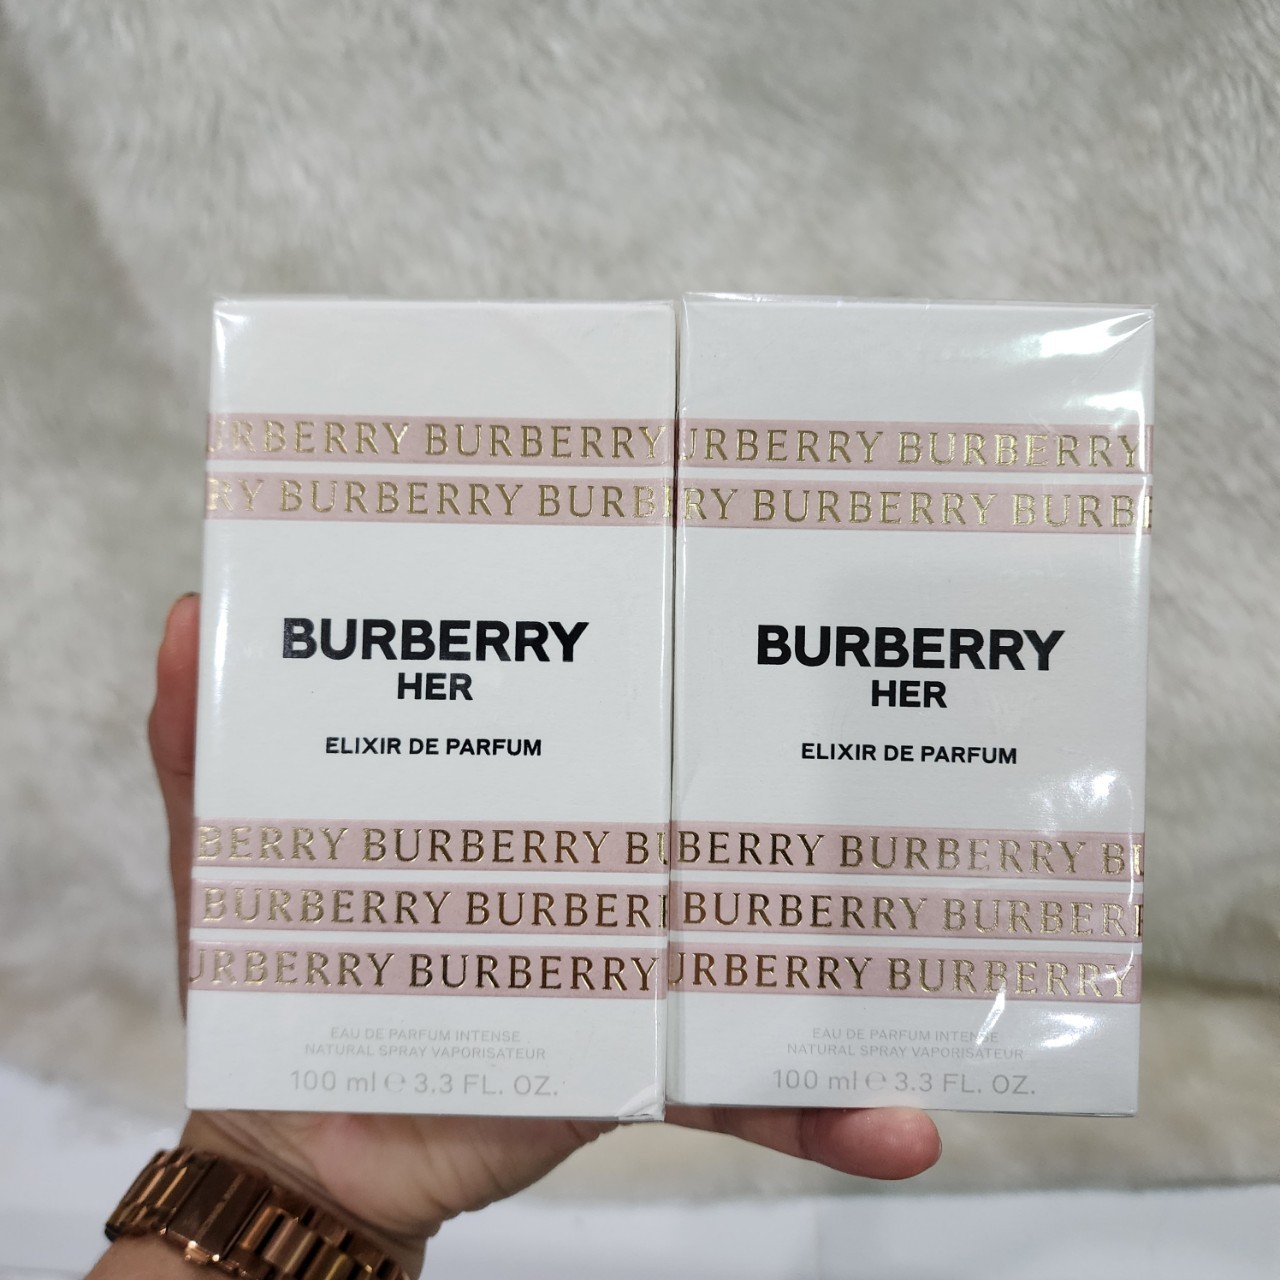 URBERRY BURBERRY
RY BURBERRY BURB
BURBERRY
HER
ELIXIR DE PARFUM
BERRY BURBERRY BU
BURBERRY BURBER
URBERRY BURBERRY
EAU DE PARFUM INTENSE
NATURAL SPRAY VAPORISATEUR
100 ml ℮ 3.3 FL. OZ.
URBERRY BURBERRY
RY BURBERRY BURB
BURBERRY
HER
ELIXIR DE PARFUM
BERRY BURBERRY BU
BURBERRY BURBER
URBERRY BURBERRY
EAU DE PARFUM INTENSE
NATURAL SPRAY VAPORISATEUR
100 ml ℮ 3.3 FL. OZ.